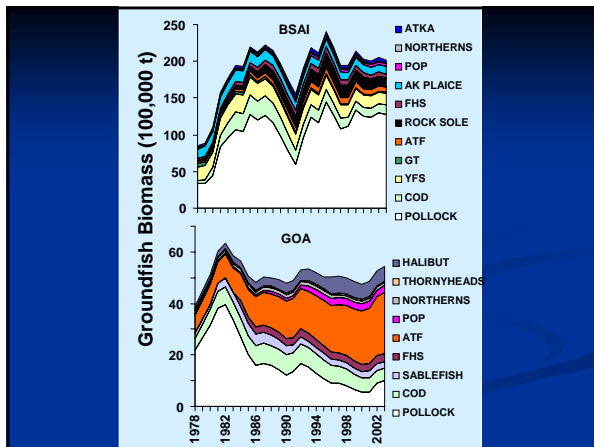 Groundfish Biomass (100,000 t)
BSAI
250
200
150
100
50
0
ATKA
NORTHERNS
POP
AK PLAICE
FHS
ROCK SOLE
ATF
GT
YFS
COD
POLLOCK
GOA
60
40
20
0
HALIBUT
THORNYHEADS
NORTHERNS
POP
ATF
FHS
SABLEFISH
COD
POLLOCK
1978
1982
1986
1990
1994
1998
2002